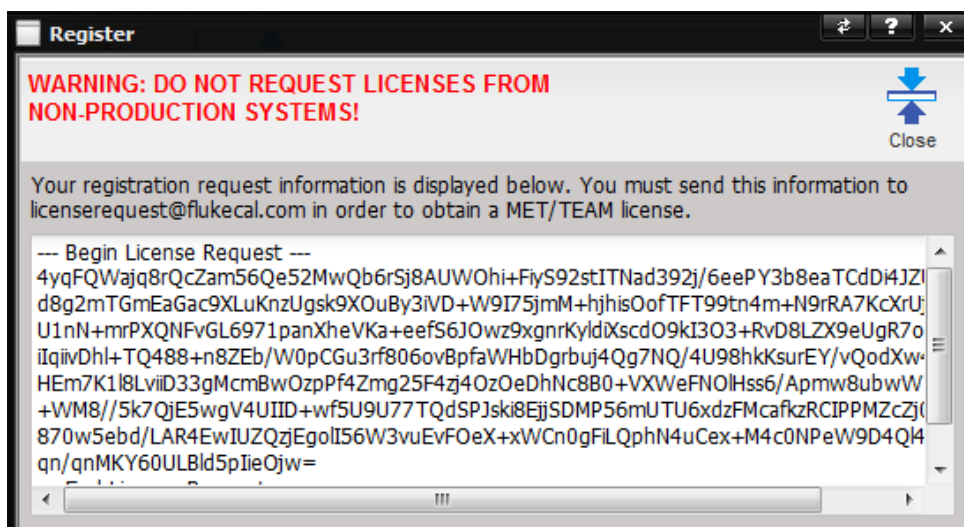 Register
WARNING: DO NOT REQUEST LICENSES FROM
NON-PRODUCTION SYSTEMS!
Close
Your registration request information is displayed below. You must send this information to
licenserequest@flukecal.com in order to obtain a MET/TEAM license.
--- Begin License Request ---
4yqFQWajq8rQcZam56Qe52MwQb6rSj8AUWOhi+FiyS92stITNad392j/6eePY3b8eaTCdDi4JZU
d8g2mTGmEaGac9XLuKnzUgsk9XOuBy3iVD+W9I75jmM+hjhisOofTFT99tn4m+N9rRA7KcXrUj
U1nN+mrPXQNFvGL6971panXheVKa+eefS6JOwz9xgnrKyldiXscdO9kI3O3+RvD8LZX9eUgR7o
iIqiivDhl+TQ488+n8ZEb/W0pCGu3rf806ovBpfaWHbDgrbuj4Qg7NQ/4U98hkKsurEY/vQodXw
HEm7K1l8LviiD33gMcmBwOzpPf4Zmg25F4zj4OzOeDhNc8B0+VXWeFNOlHss6/Apmw8ubwW
+WM8//5k7QjE5wgV4UIID+wf5U9U77TQdSPJski8EjjSDMP56mUTU6xdzFMcafkzRCIPPMZcZj
870w5ebd/LAR4EwIUZQzjEgolI56W3vuEvFOeX+xWCn0gFiLQphN4uCex+M4c0NPeW9D4Ql4
qn/qnMKY60ULBld5pIieOjw=